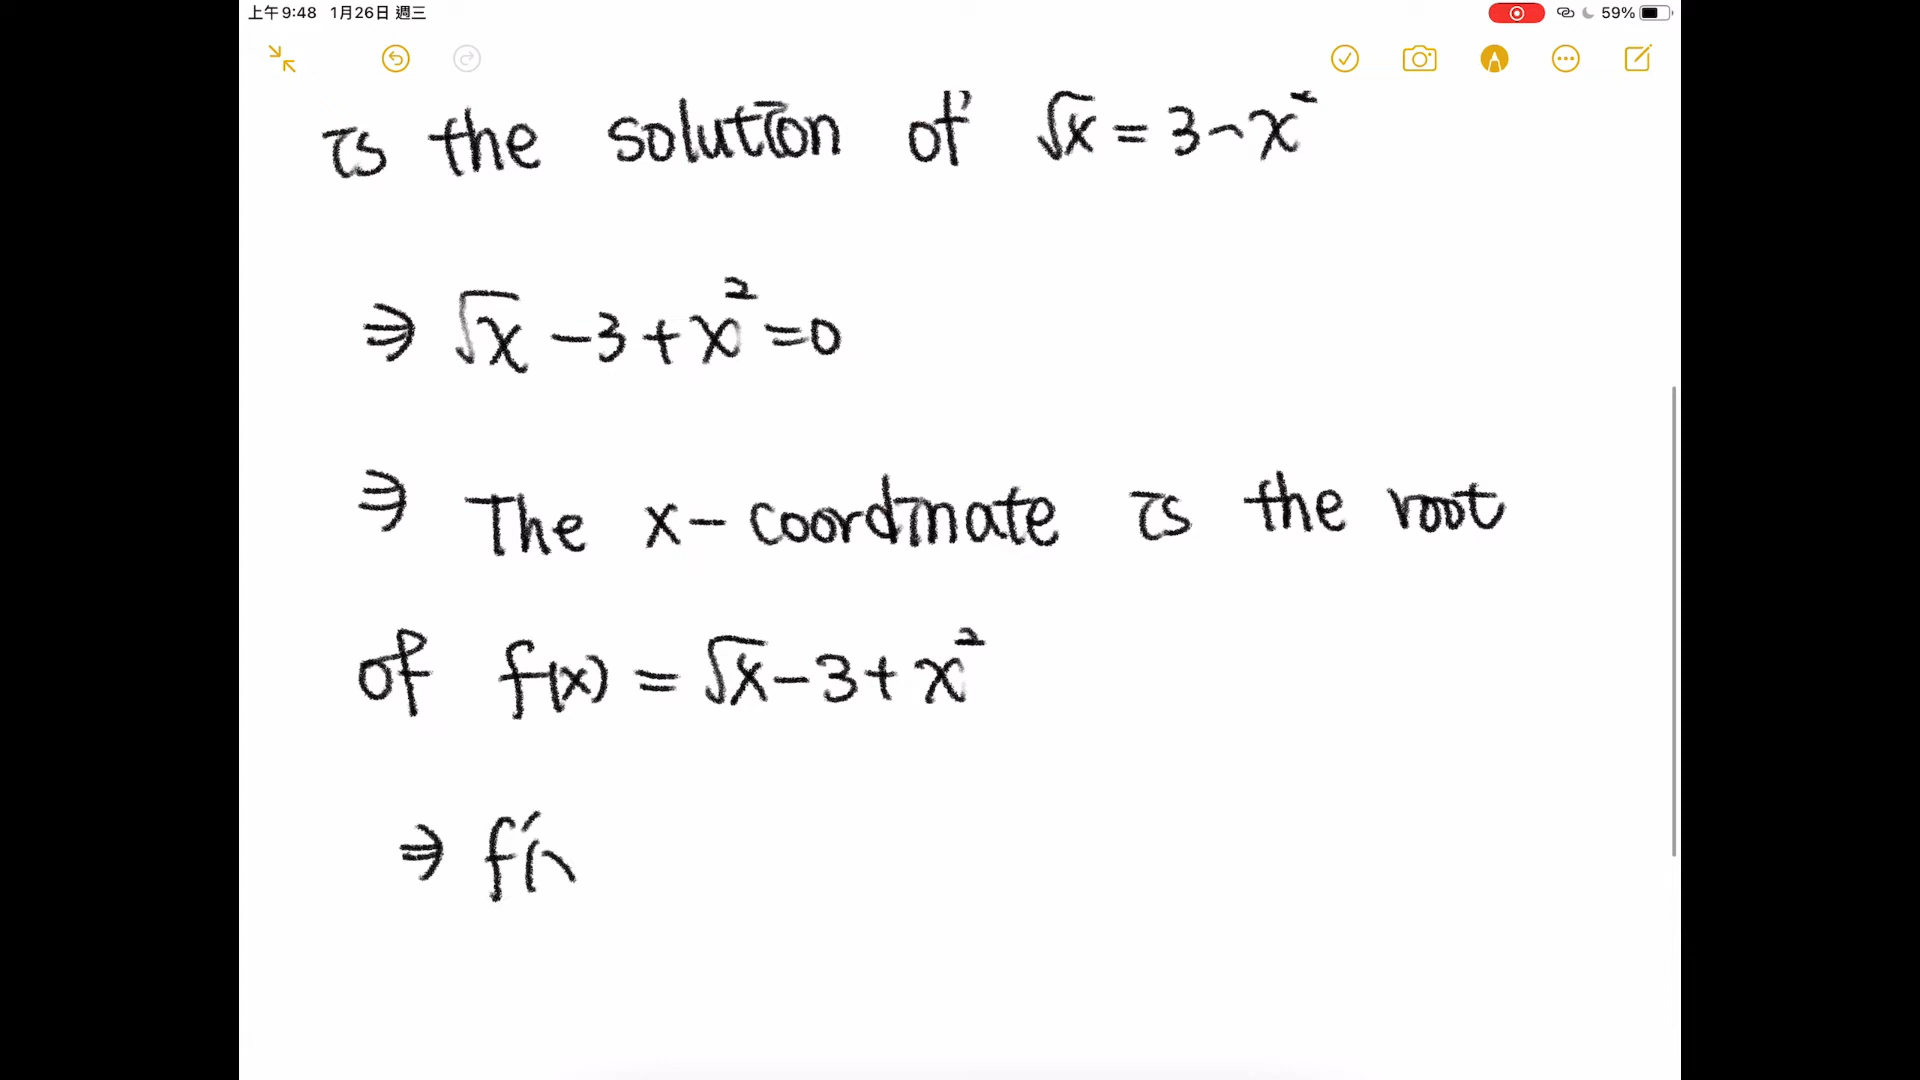 上午9:48 1月26日 週三
59%
is the solution of √x = 3-x²
⇒ √x -3+x²=0
⇒ The x-coordinate is the root
of f(x) = √x-3+x²
⇒ f'(